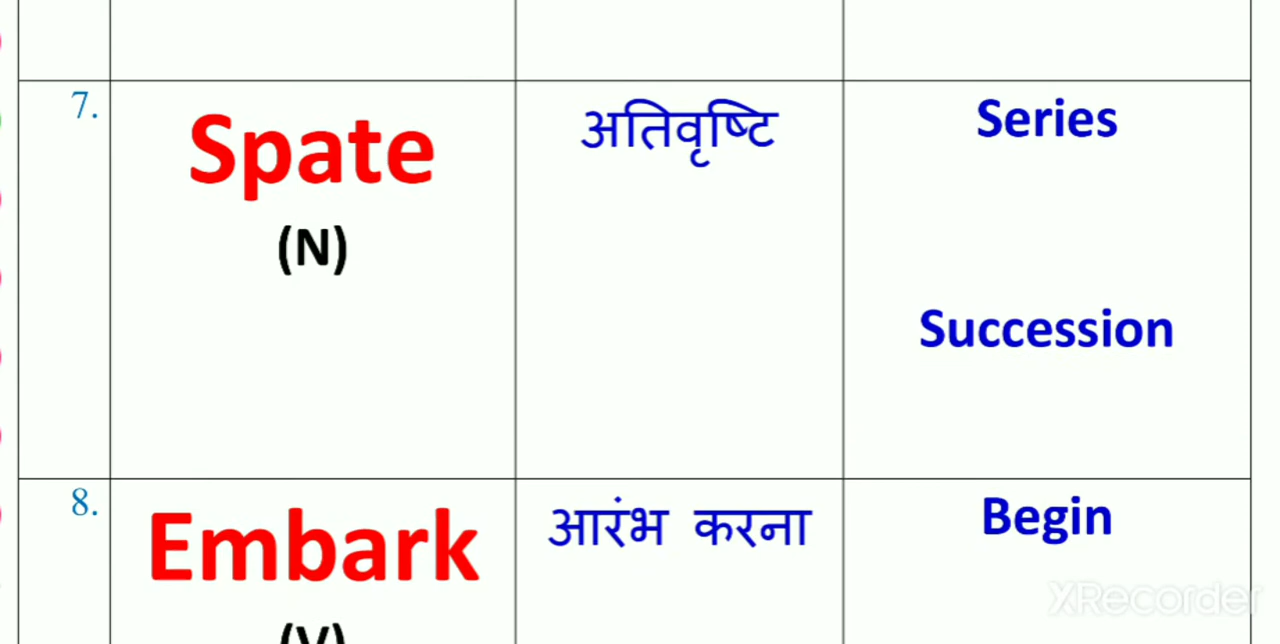 7.
Spate
(N)
अतिवृष्टि
Series
Succession
8.
Embark
(V)
आरंभ करना
Begin
XRecorder